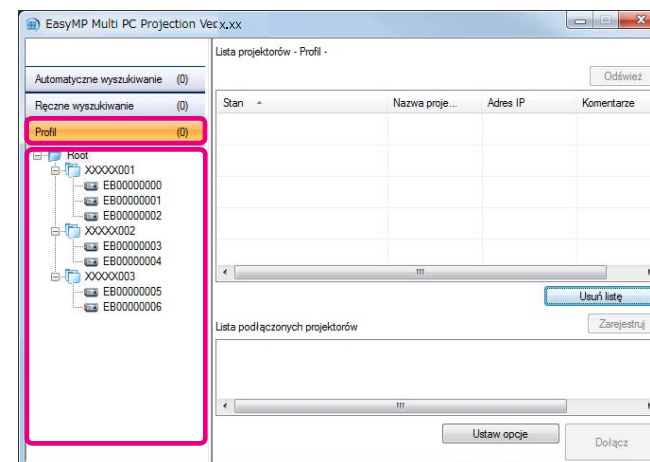 EasyMP Multi PC Projection Ver.x.xx
Lista projektorów - Profil -
Automatyczne wyszukiwanie (0)
Odśwież
Ręczne wyszukiwanie (0)
Stan Nazwa proje... Adres IP Komentarze
Profil (0)
Root
XXXXX001
EB00000000
EB00000001
EB00000002
XXXXX002
EB00000003
EB00000004
XXXXX003
EB00000005
EB00000006
Usuń listę
Lista podłączonych projektorów
Zarejestruj
Ustaw opcje
Dołącz